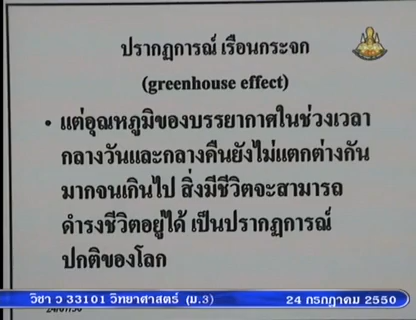 ปรากฏการณ์ เรือนกระจก
(greenhouse effect)
• แต่อุณหภูมิของบรรยากาศในช่วงเวลา
กลางวันและกลางคืนยังไม่แตกต่างกัน
มากจนเกินไป สิ่งมีชีวิตจะสามารถ
ดำรงชีวิตอยู่ได้ เป็นปรากฏการณ์
ปกติของโลก
วิชา ว 33101 วิทยาศาสตร์ (ม.3) 24 กรกฎาคม 2550